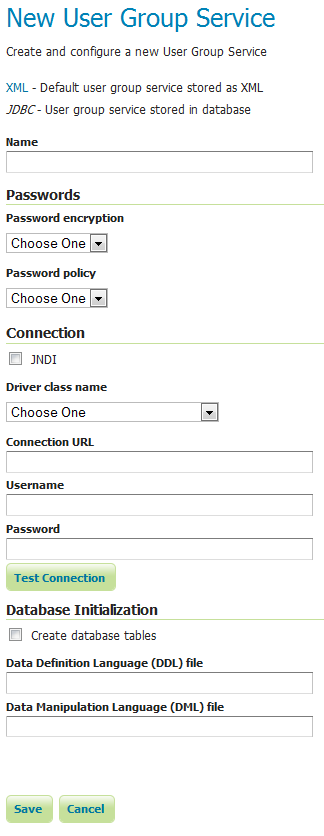 New User Group Service
Create and configure a new User Group Service
XML - Default user group service stored as XML
JDBC - User group service stored in database
Name
Passwords
Password encryption
Choose One
Password policy
Choose One
Connection
JNDI
Driver class name
Choose One
Connection URL
Username
Password
Test Connection
Database Initialization
Create database tables
Data Definition Language (DDL) file
Data Manipulation Language (DML) file
Save Cancel